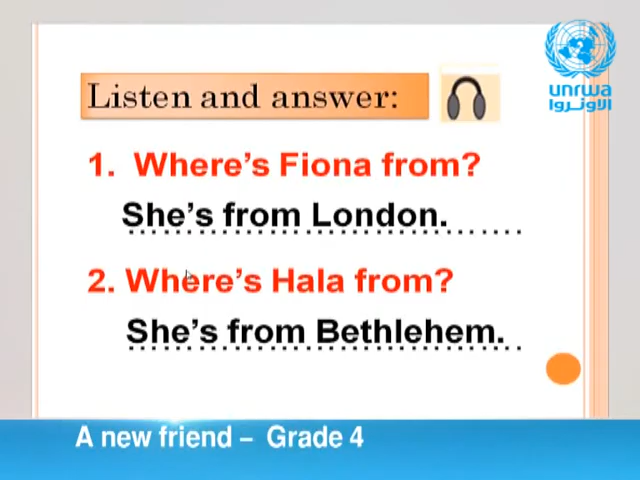 Listen and answer:
unrwa
الاونروا
1. Where's Fiona from?
She's from London.
2. Where's Hala from?
She's from Bethlehem.
A new friend – Grade 4